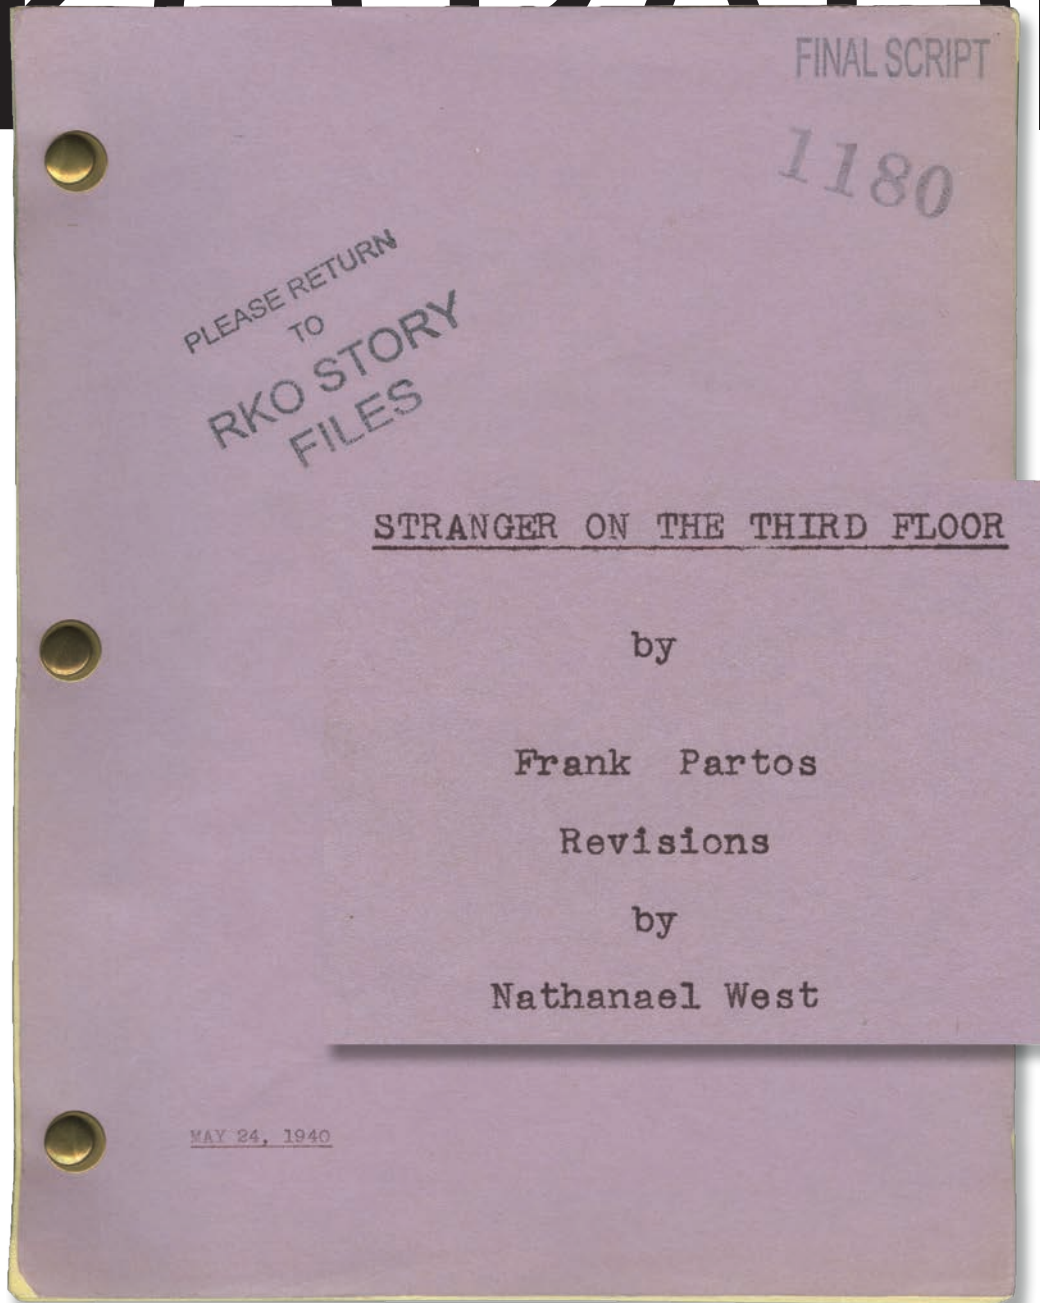 FINAL SCRIPT
1180
PLEASE RETURN
TO
RKO STORY
FILES
STRANGER ON THE THIRD FLOOR
by
Frank Partos
Revisions
by
Nathanael West
MAY 24, 1940